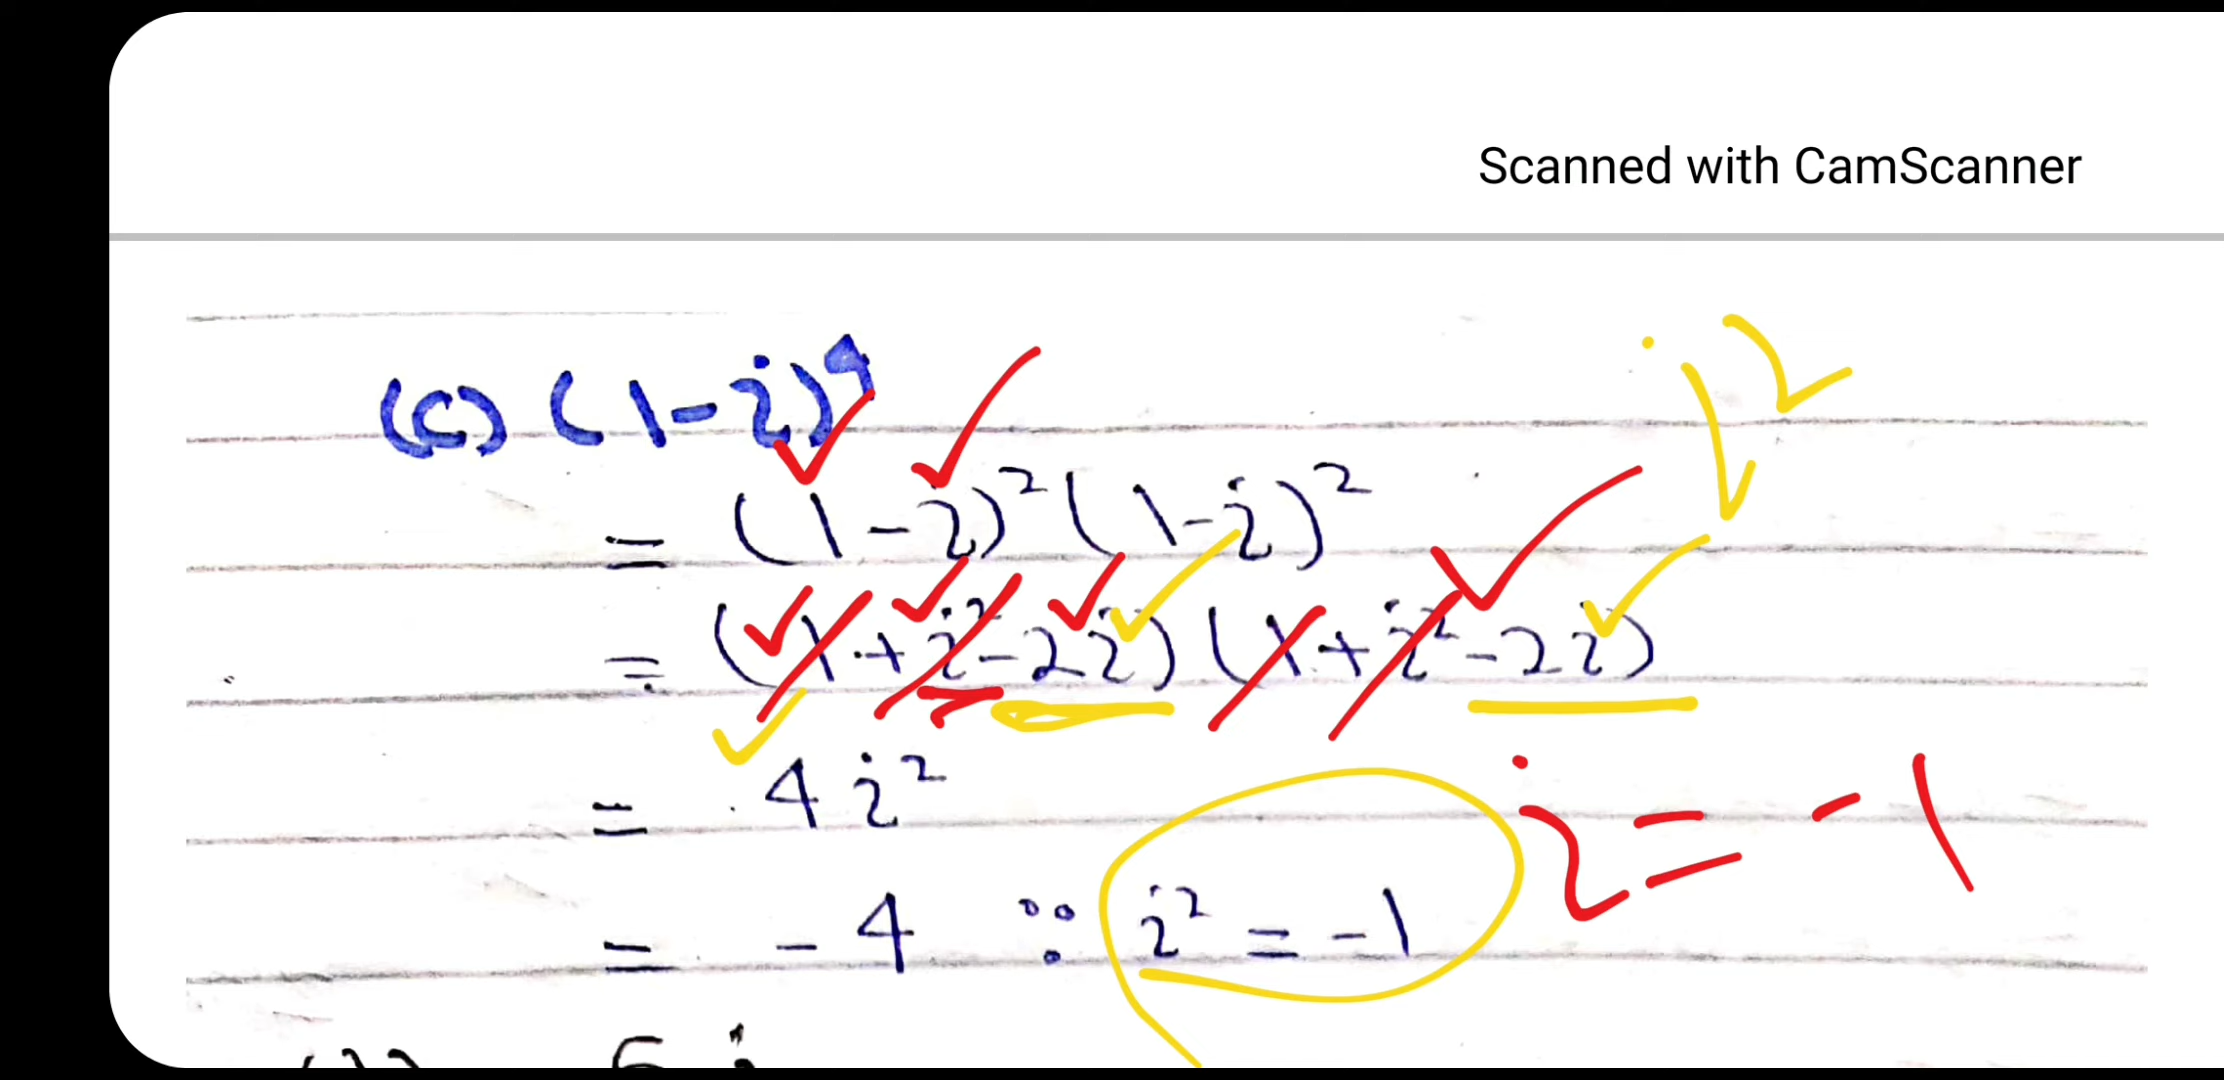 Scanned with CamScanner
(c) (1-i)⁴
= (1-i)² (1-i)²
= (1+i²-2i) (1+i²-2i)
= 4i²
i = -1
= -4 ∵ i² = -1